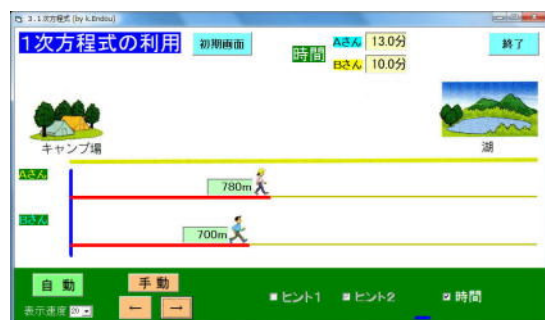 3.1次方程式 (by k.Endou)
1次方程式の利用
初期画面
時間
Aさん 13.0分
Bさん 10.0分
終了
キャンプ場
湖
Aさん
780m
Bさん
700m
自動
手動
表示速度 20
← →
ヒント1
ヒント2
時間